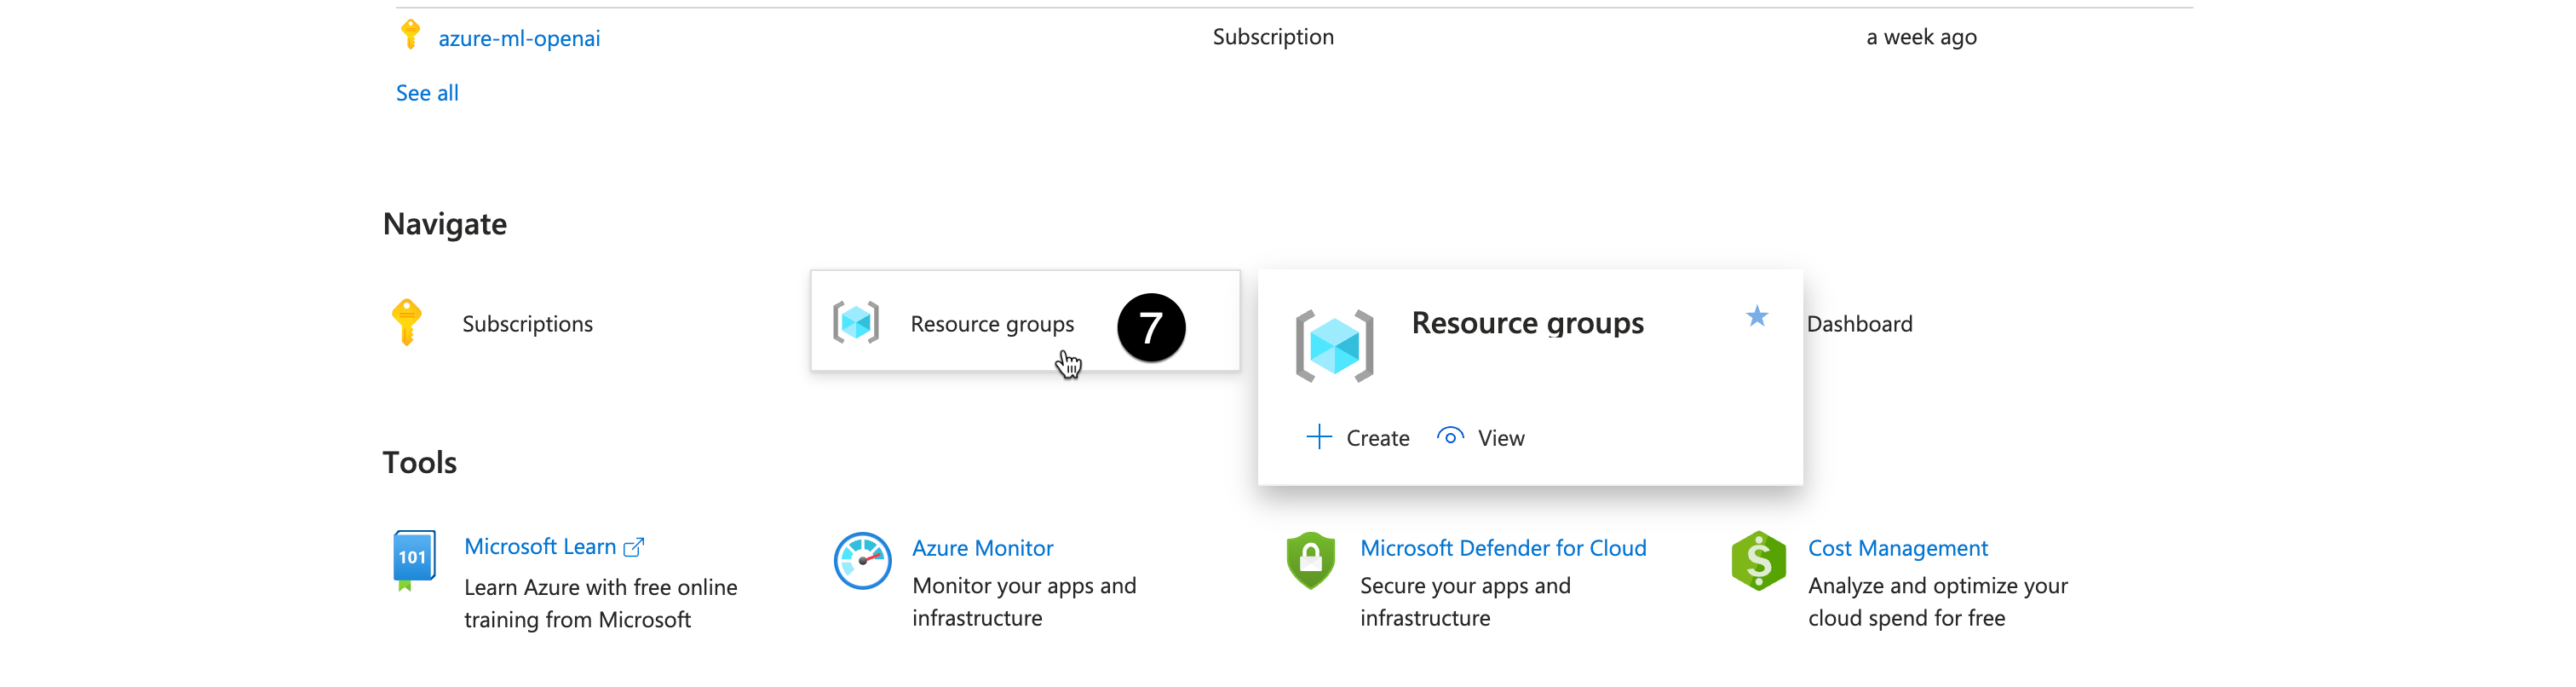 azure-ml-openai Subscription a week ago
See all
Navigate
Subscriptions Resource groups 7 Resource groups Dashboard
Create View
Tools
101 Microsoft Learn Azure Monitor Microsoft Defender for Cloud $ Cost Management
Learn Azure with free online Monitor your apps and Secure your apps and Analyze and optimize your
training from Microsoft infrastructure infrastructure cloud spend for free